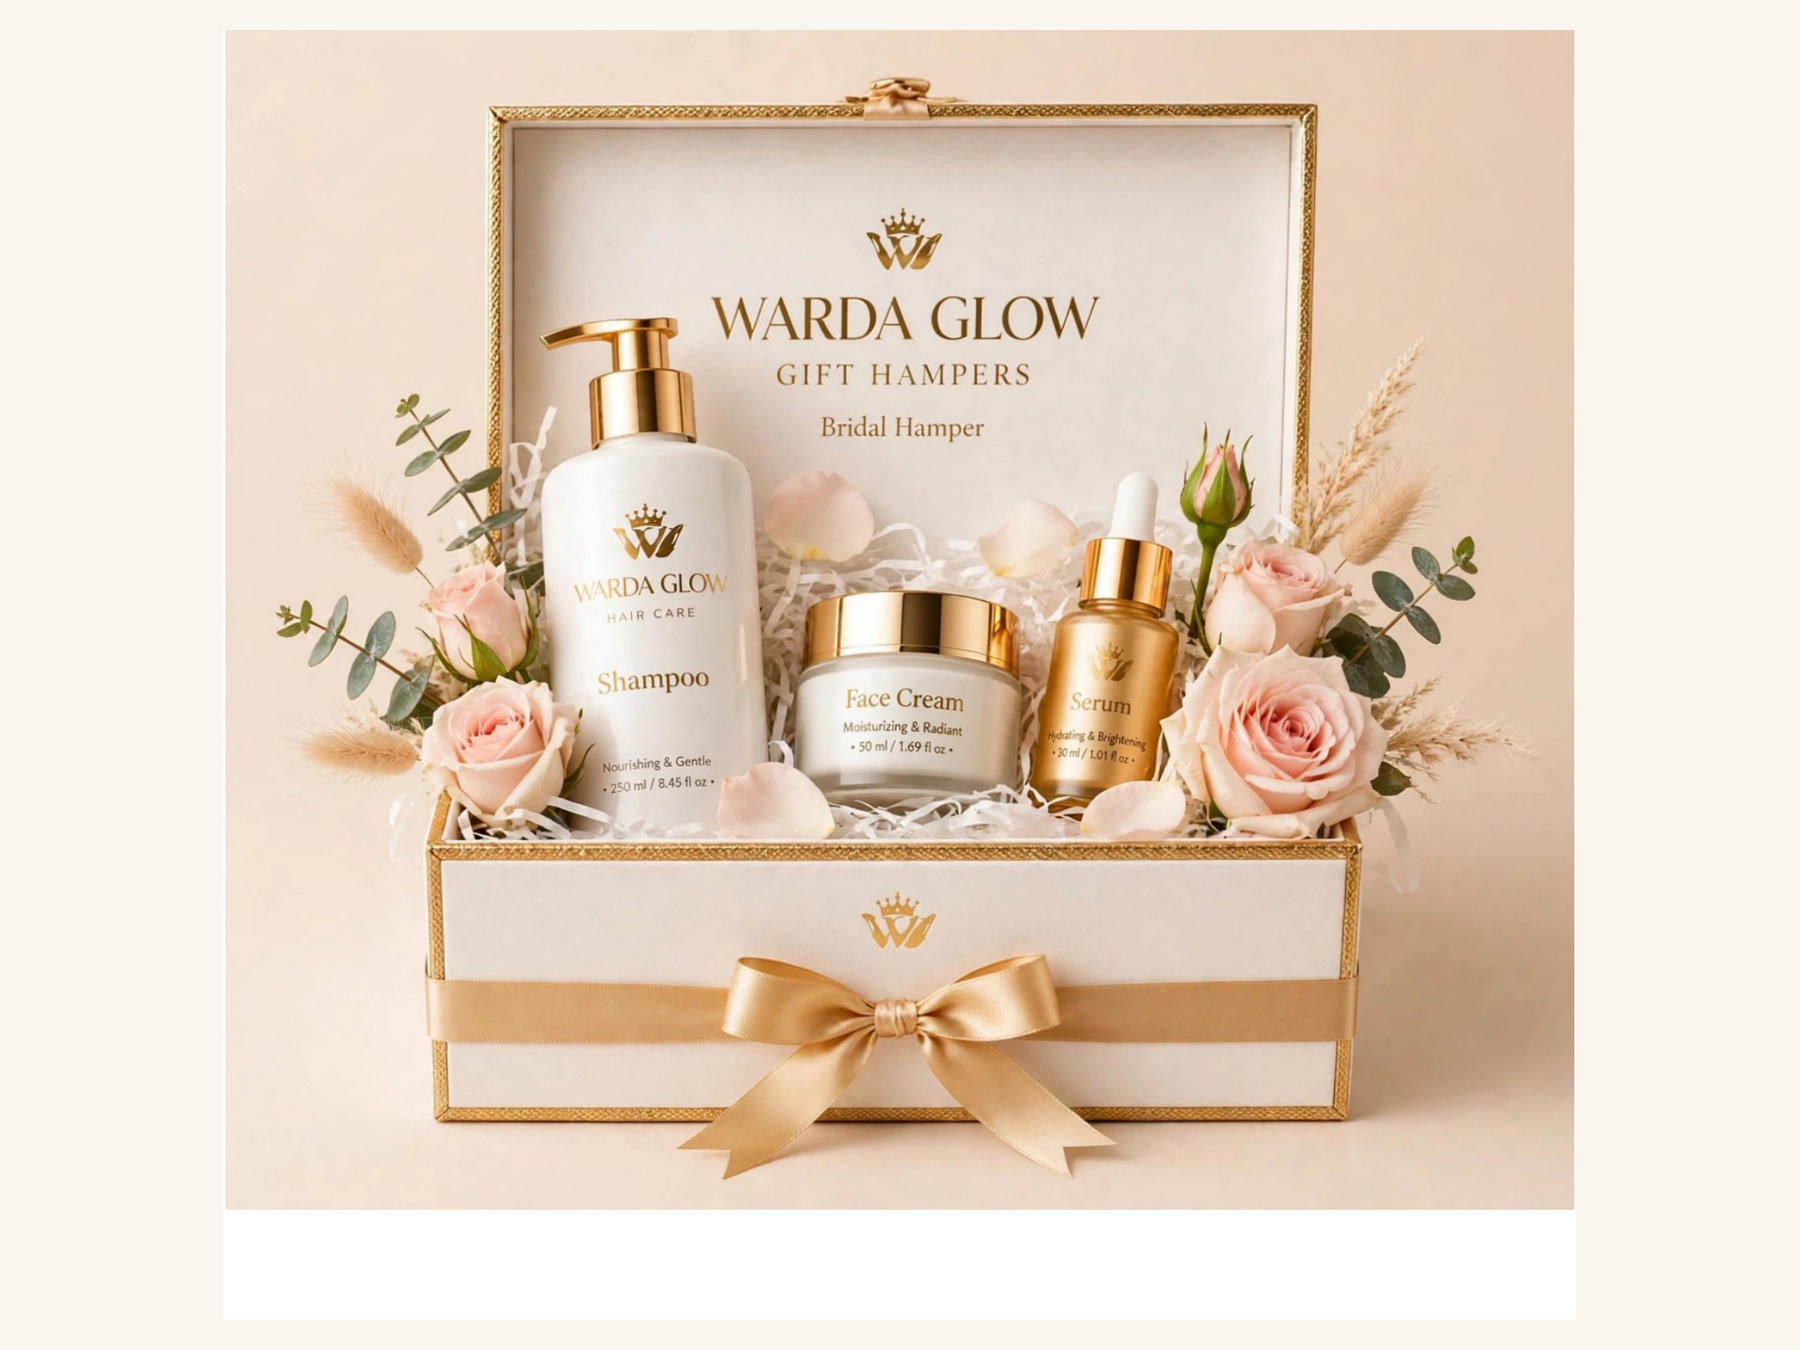 WARDA GLOW
GIFT HAMPERS
Bridal Hamper
WARDA GLOW
HAIR CARE
Shampoo
Nourishing & Gentle
• 250 ml / 8.45 fl oz •
Face Cream
Moisturizing & Radiant
• 50 ml / 1.69 fl oz •
Serum
Hydrating & Brightening
• 30 ml / 1.01 fl oz •